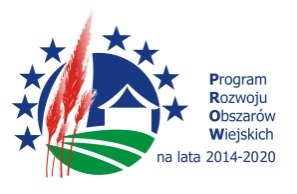 Program
Rozwoju
Obszarów
Wiejskich
na lata 2014-2020